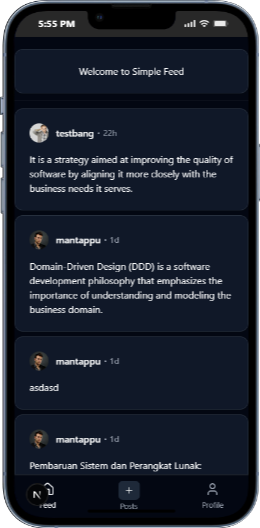 5:55 PM
Welcome to Simple Feed
testbang • 22h
It is a strategy aimed at improving the quality of
software by aligning it more closely with the
business needs it serves.
mantappu • 1d
Domain-Driven Design (DDD) is a software
development philosophy that emphasizes the
importance of understanding and modeling the
business domain.
mantappu • 1d
asdasd
mantappu • 1d
Pembaruan Sistem dan Perangkat Lunak:
N
Feed
Posts
Profile